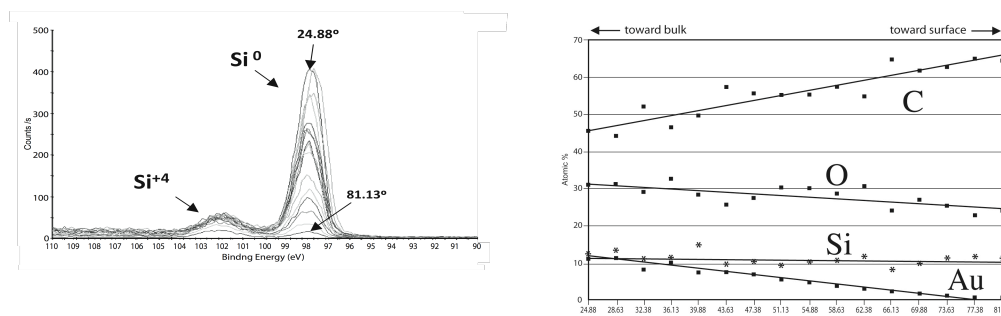 500
400
300
200
100
0
Counts /s
Si 0
24.88º
Si+4
81.13º
110 109 108 107 106 105 104 103 102 101 100 99 98 97 96 95 94 93 92 91 90
Bindng Energy (eV)
toward bulk
toward surface
70
60
50
40
30
20
10
0
Atomic %
C
O
Si
Au
24.88 28.63 32.38 36.13 39.88 43.63 47.38 51.13 54.88 58.63 62.38 66.13 69.88 73.63 77.38 81